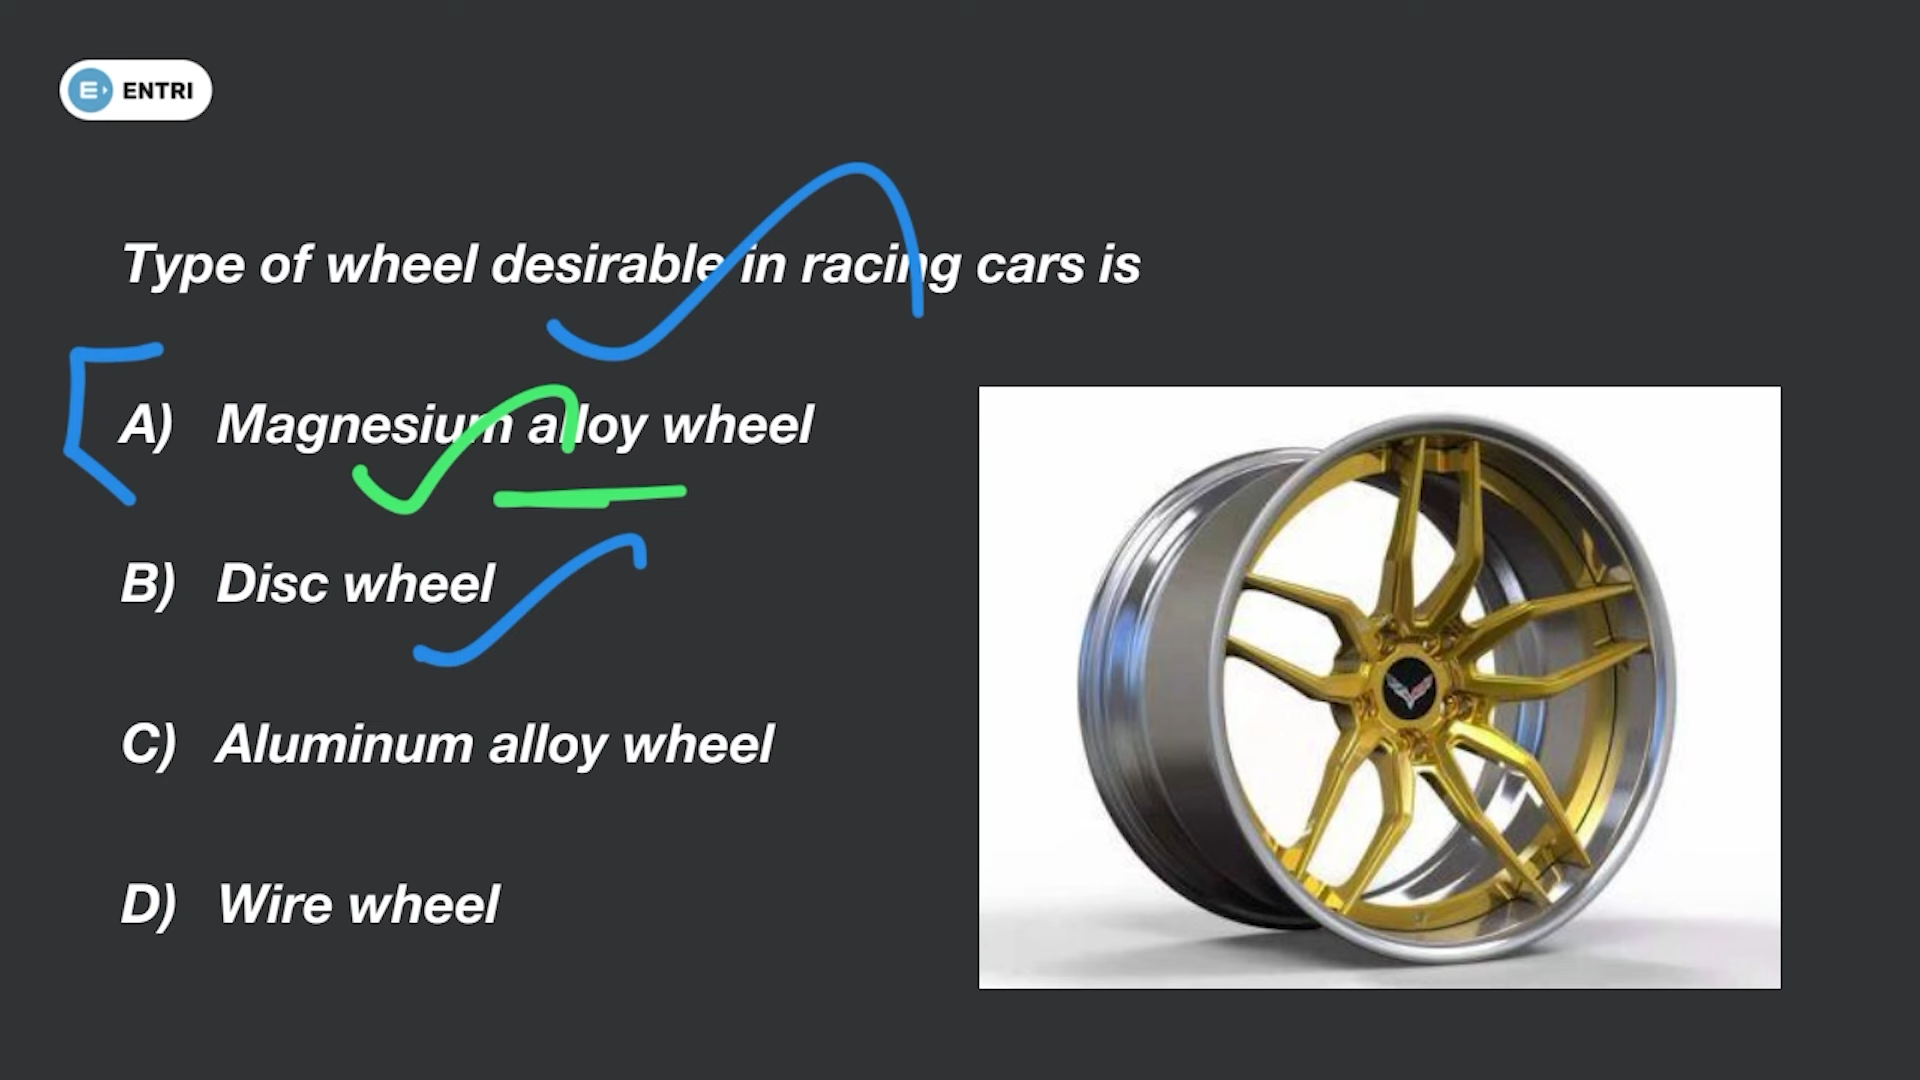 ENTRI
Type of wheel desirable in racing cars is
A) Magnesium alloy wheel
B) Disc wheel
C) Aluminum alloy wheel
D) Wire wheel